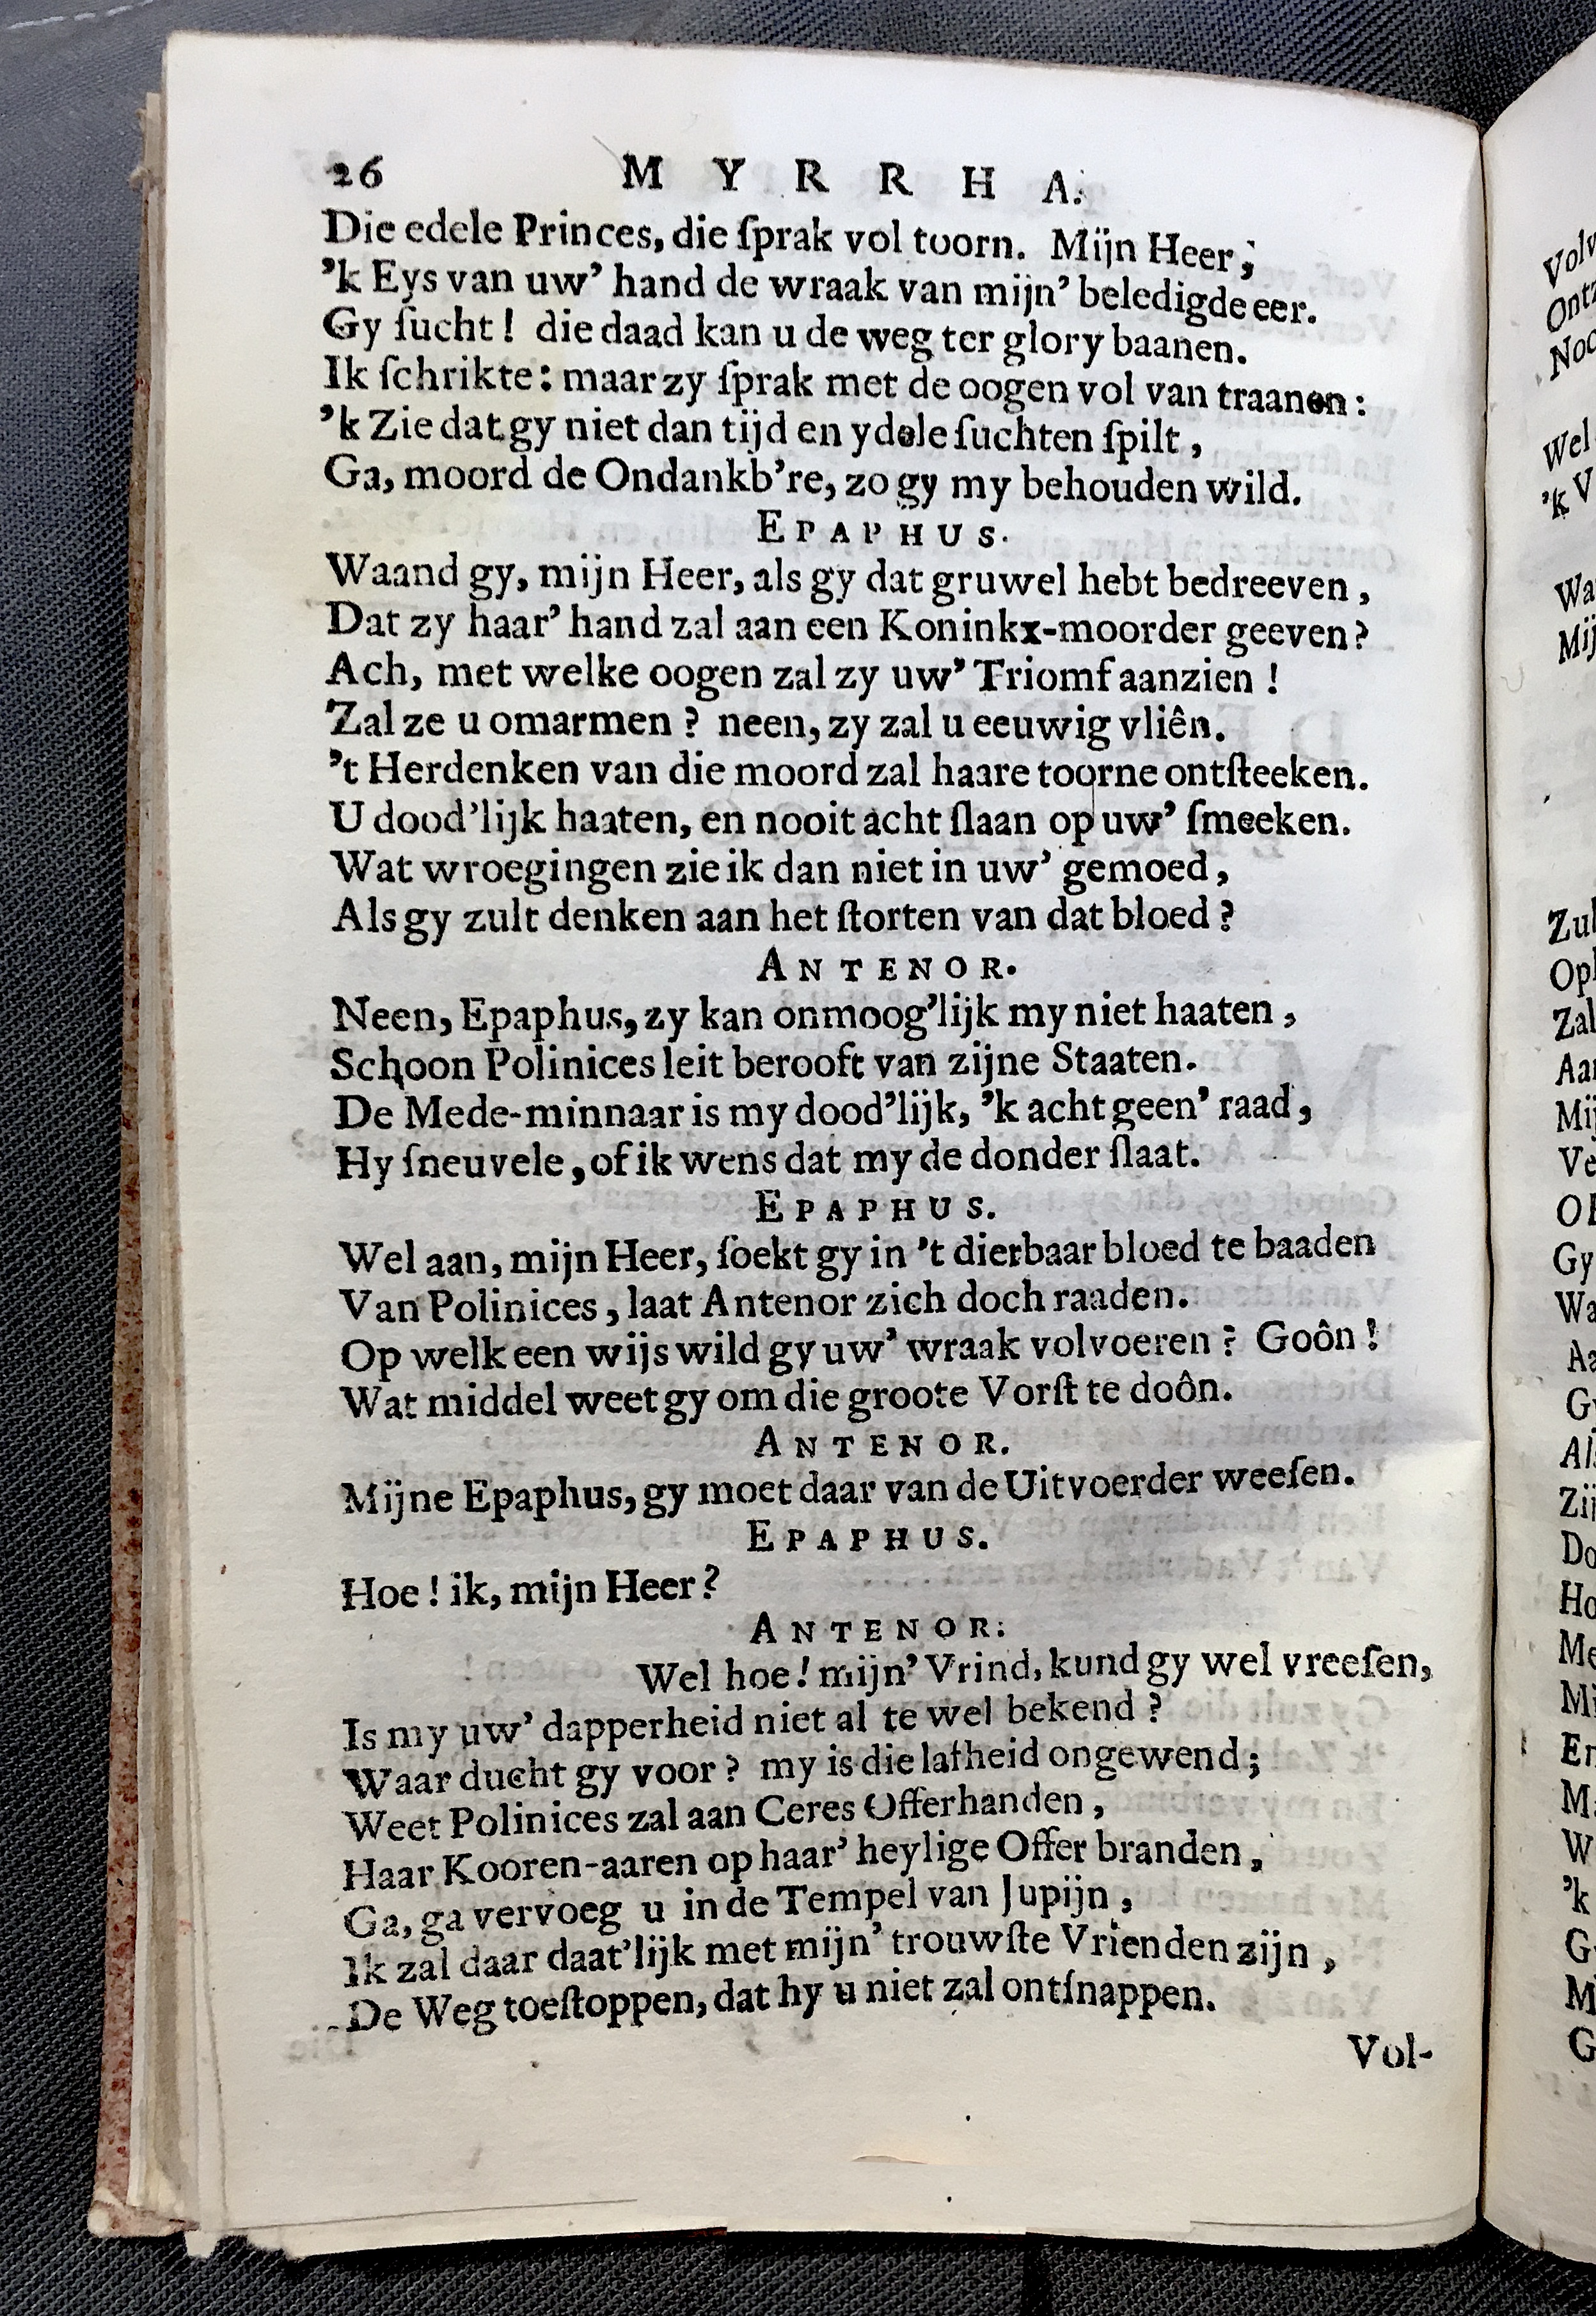 26 MYRRHA.
Die edele Princes, die ſprak vol toorn. Mijn Heer,
'k Eys van uw' hand de wraak van mijn' beledigde eer.
Gy ſucht! die daad kan u de weg ter glory baanen.
Ik ſchrikte: maar zy ſprak met de oogen vol van traanen:
'k Zie dat gy niet dan tijd en ydele ſuchten ſpilt,
Ga, moord de Ondankb're, zo gy my behouden wild.
EPAPHUS.
Waand gy, mijn Heer, als gy dat gruwel hebt bedreeven,
Dat zy haar' hand zal aan een Koninkx-moorder geeven?
Ach, met welke oogen zal zy uw' Triomf aanzien!
Zal ze u omarmen? neen, zy zal u eeuwig vliên.
't Herdenken van die moord zal haare toorne ontſteeken.
U dood'lijk haaten, en nooit acht ſlaan op uw' ſmeeken.
Wat wroegingen zie ik dan niet in uw' gemoed,
Als gy zult denken aan het ſtorten van dat bloed?
ANTENOR.
Neen, Epaphus, zy kan onmoog'lijk my niet haaten,
Schoon Polinices leit berooft van zijne Staaten.
De Mede-minnaar is my dood'lijk, 'k acht geen' raad,
Hy ſneuvele, of ik wens dat my de donder ſlaat.
EPAPHUS.
Wel aan, mijn Heer, ſoekt gy in 't dierbaar bloed te baaden
Van Polinices, laat Antenor zich doch raaden.
Op welk een wijs wild gy uw' wraak volvoeren? Goôn!
Wat middel weet gy om die groote Vorſt te doôn.
ANTENOR.
Mijne Epaphus, gy moet daar van de Uitvoerder weeſen.
EPAPHUS.
Hoe! ik, mijn Heer?
ANTENOR.
Wel hoe! mijn' Vrind, kund gy wel vreeſen,
Is my uw' dapperheid niet al te wel bekend?
Waar ducht gy voor? my is die lafheid ongewend;
Weet Polinices zal aan Ceres Offerhanden,
Haar Kooren-aaren op haar' heylige Offer branden,
Ga, ga vervoeg u in de Tempel van Jupijn,
Ik zal daar daat'lijk met mijn' trouwſte Vrienden zijn,
De Weg toeſtoppen, dat hy u niet zal ontſnappen.
Vol-